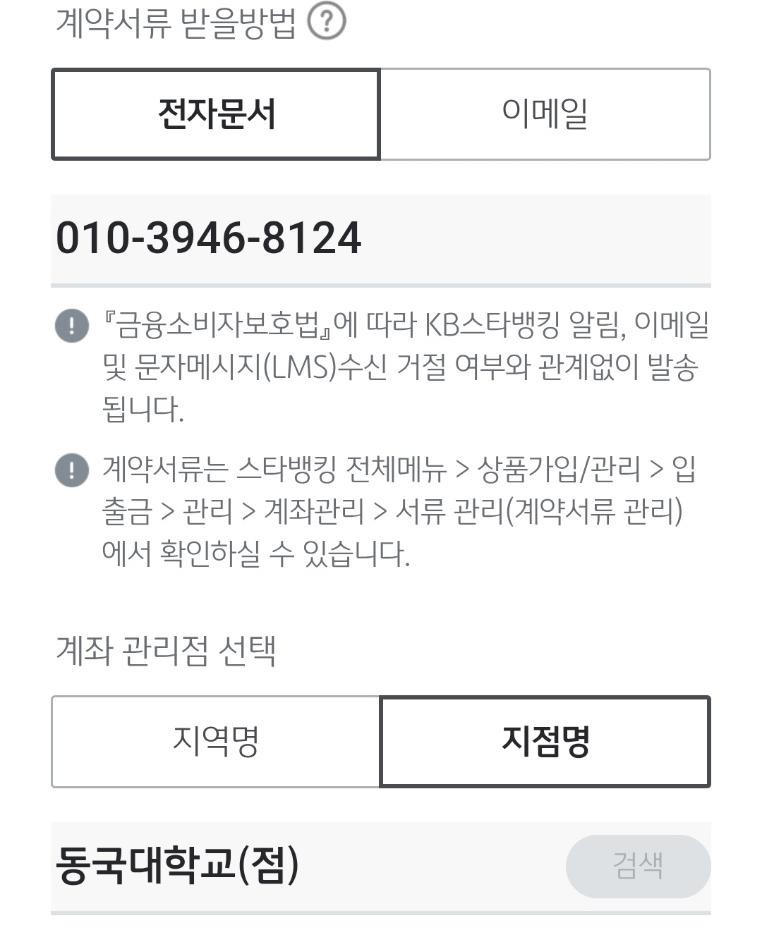 계약서류 받을방법 ?
전자문서
이메일
010-3946-8124
! 『금융소비자보호법』에 따라 KB스타뱅킹 알림, 이메일
및 문자메시지(LMS)수신 거절 여부와 관계없이 발송
됩니다.
! 계약서류는 스타뱅킹 전체메뉴 > 상품가입/관리 > 입
출금 > 관리 > 계좌관리 > 서류 관리(계약서류 관리)
에서 확인하실 수 있습니다.
계좌 관리점 선택
지역명
지점명
동국대학교(점)
검색